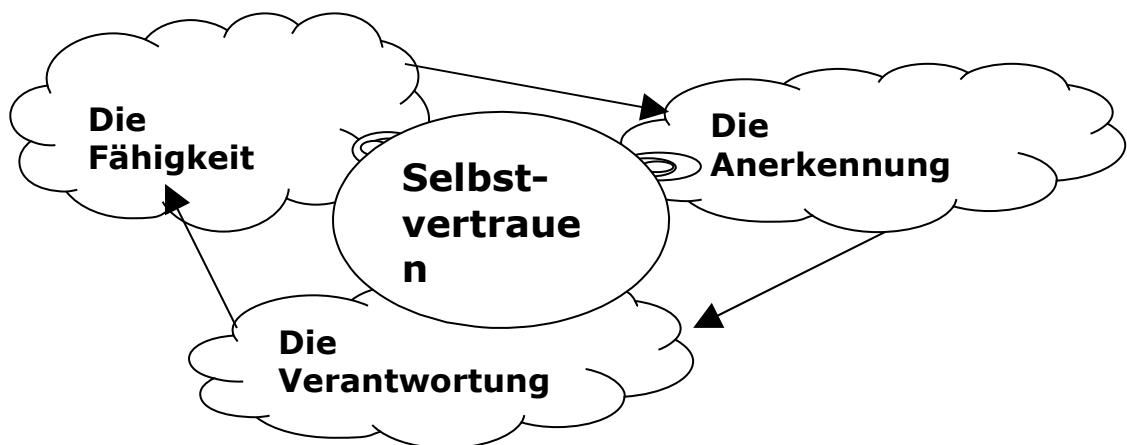 Die
Fähigkeit
Die
Anerkennung
Selbst-
vertraue
n
Die
Verantwortung